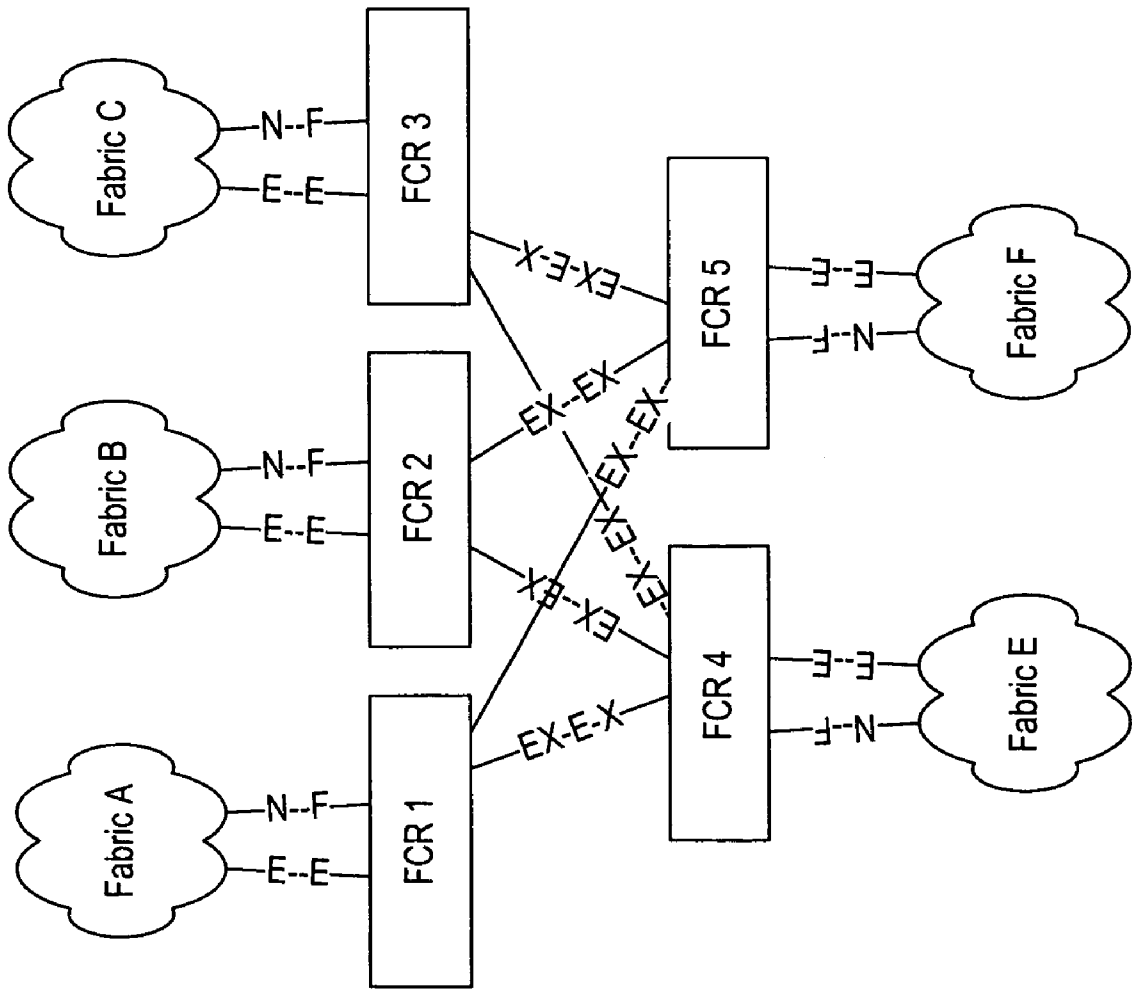 Fabric A
Fabric B
Fabric C
E--E
N--F
E--E
N--F
E--E
N--F
FCR 1
FCR 2
FCR 3
EX-E-X
EX--EX
EX--EX
EX--EX
EX--EX
EX-E-X
FCR 4
FCR 5
F--N
E--E
F--N
E--E
Fabric E
Fabric F